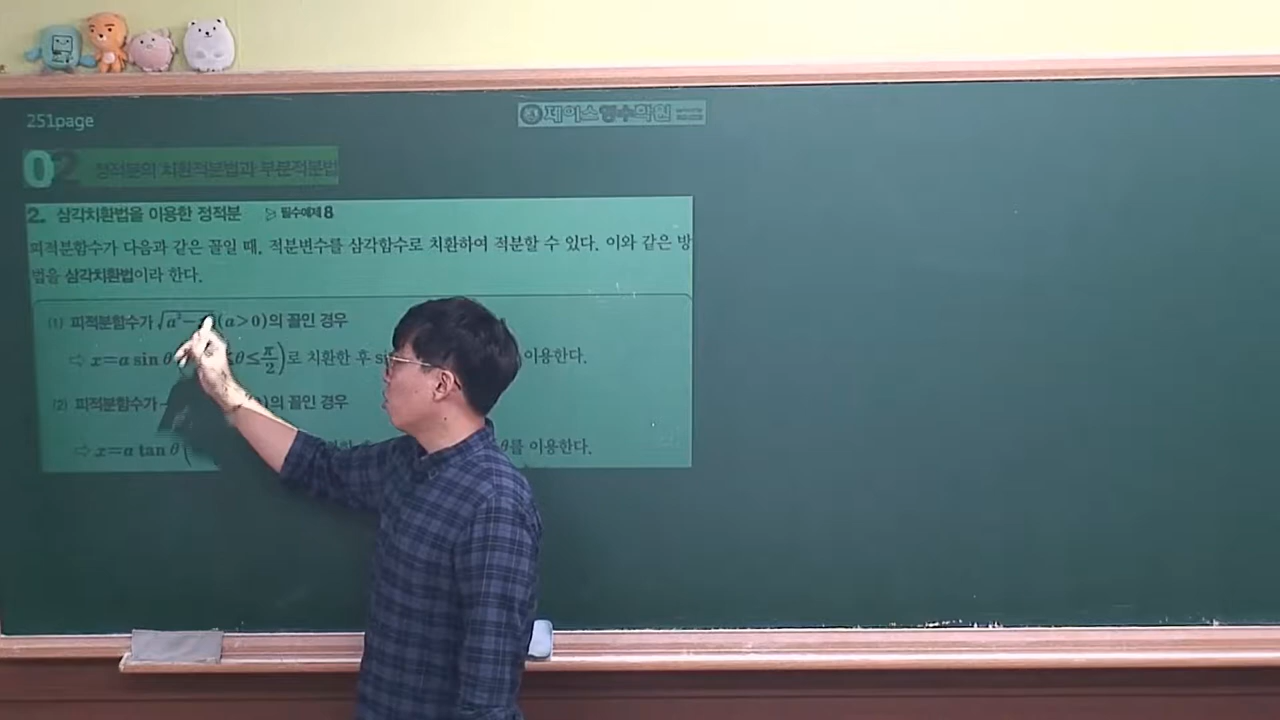 251page
제이스영수학원
02 정적분의 치환적분법과 부분적분법
2. 삼각치환법을 이용한 정적분 ▷ 필수예제 8
피적분함수가 다음과 같은 꼴일 때, 적분변수를 삼각함수로 치환하여 적분할 수 있다. 이와 같은 방
법을 삼각치환법이라 한다.
(1) 피적분함수가 √a²− (a>0)의 꼴인 경우
⇨ x=a sin θ ≤θ≤π/2)로 치환한 후 이용한다.
(2) 피적분함수가 )의 꼴인 경우
⇨ x=a tan θ ( θ를 이용한다.